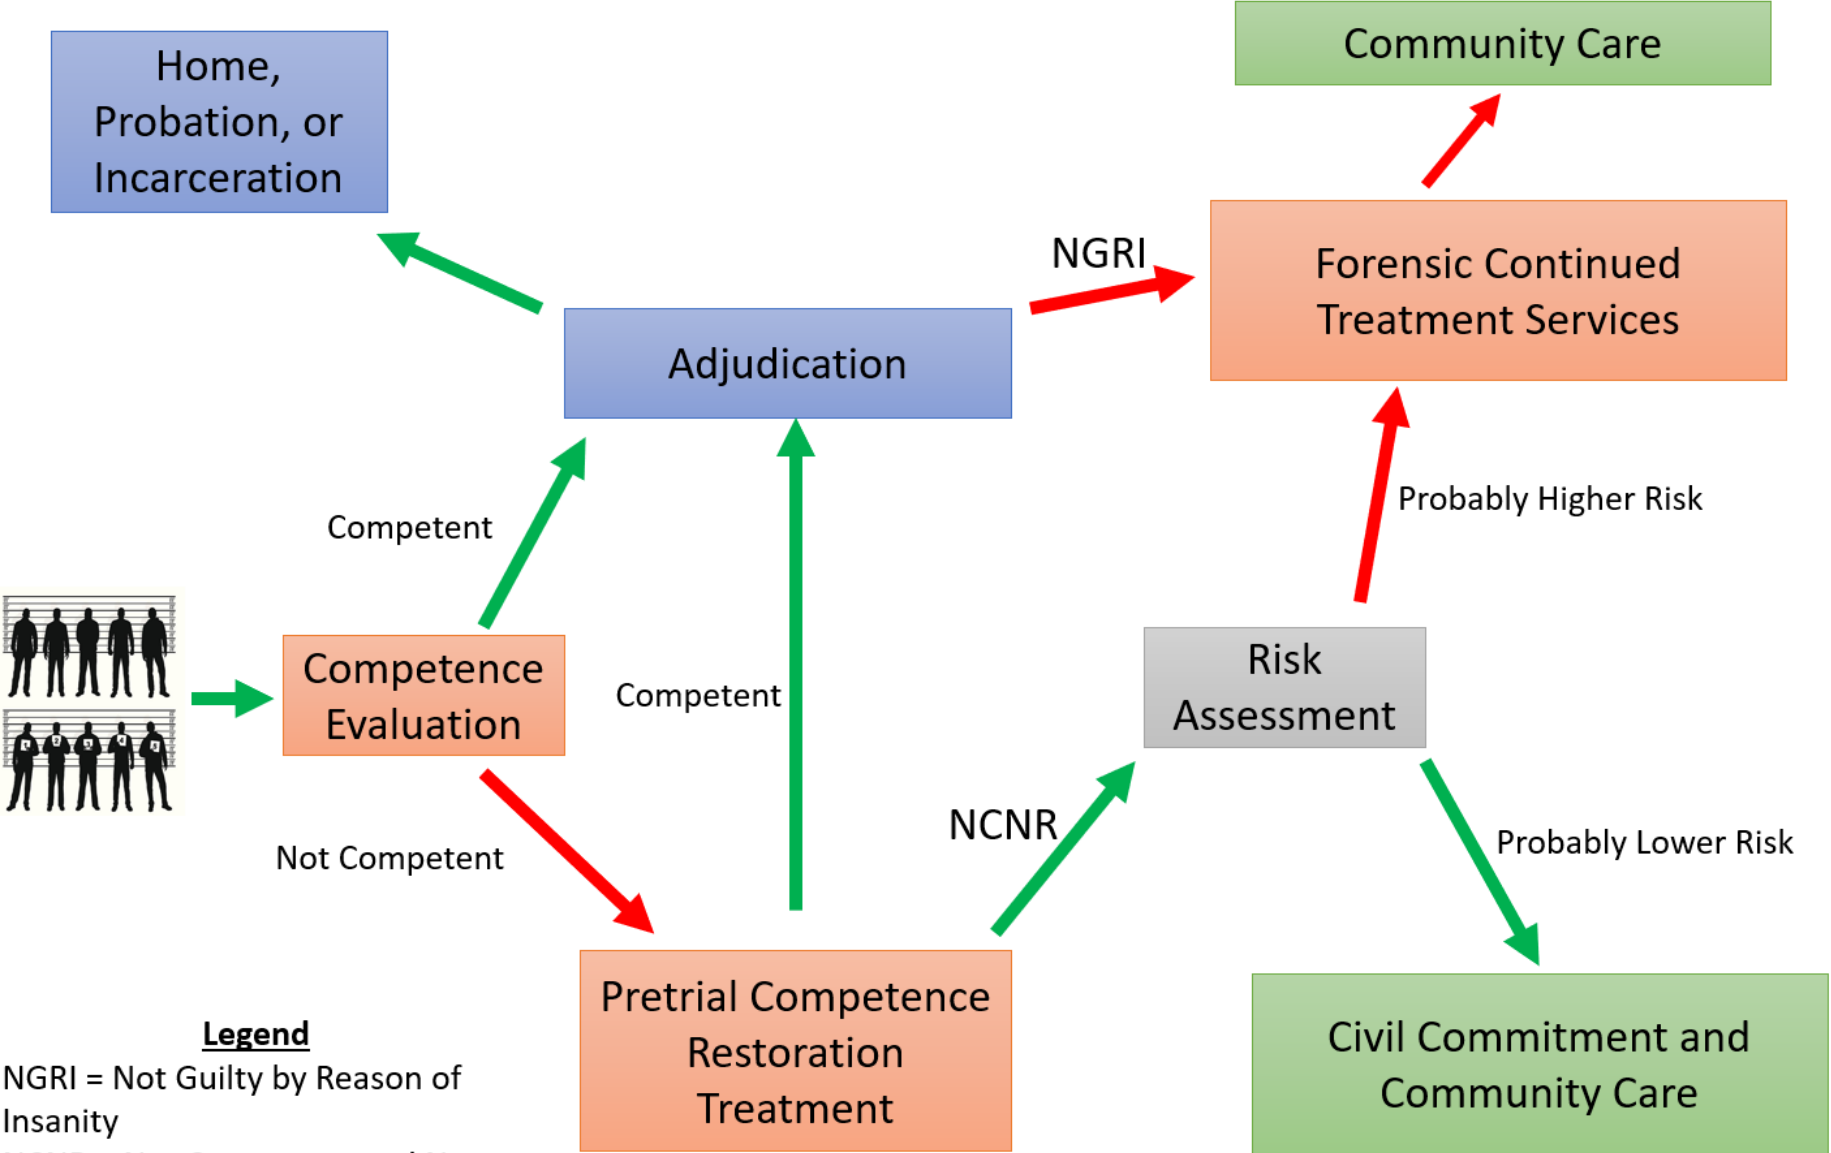 Home,
Probation, or
Incarceration
Community Care
NGRI
Forensic Continued
Treatment Services
Adjudication
Competent
Probably Higher Risk
Competence
Evaluation
Competent
Risk
Assessment
NCNR
Not Competent
Probably Lower Risk
Pretrial Competence
Restoration
Treatment
Civil Commitment and
Community Care
Legend
NGRI = Not Guilty by Reason of
Insanity